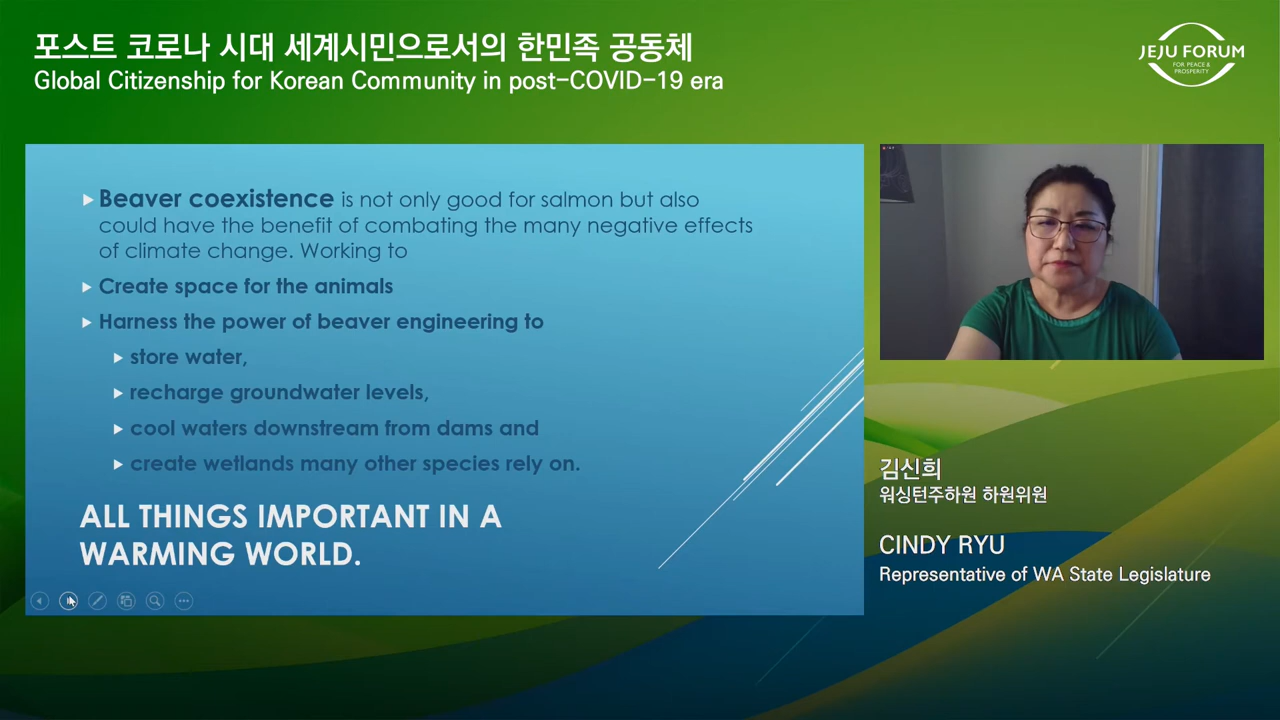 포스트 코로나 시대 세계시민으로서의 한민족 공동체
Global Citizenship for Korean Community in post-COVID-19 era
JEJU FORUM
FOR PEACE &
PROSPERITY
Beaver coexistence is not only good for salmon but also
could have the benefit of combating the many negative effects
of climate change. Working to
Create space for the animals
Harness the power of beaver engineering to
store water,
recharge groundwater levels,
cool waters downstream from dams and
create wetlands many other species rely on.
ALL THINGS IMPORTANT IN A
WARMING WORLD.
김신희
워싱턴주하원 하원위원
CINDY RYU
Representative of WA State Legislature